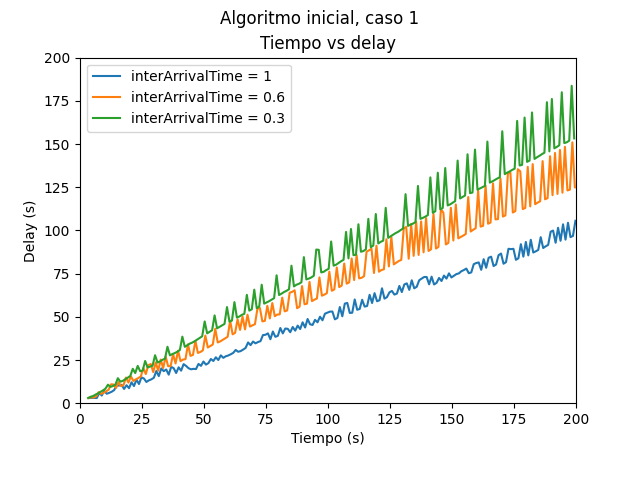 Algoritmo inicial, caso 1
Tiempo vs delay
interArrivalTime = 1
interArrivalTime = 0.6
interArrivalTime = 0.3
Delay (s)
200
175
150
125
100
75
50
25
0
0 25 50 75 100 125 150 175 200
Tiempo (s)